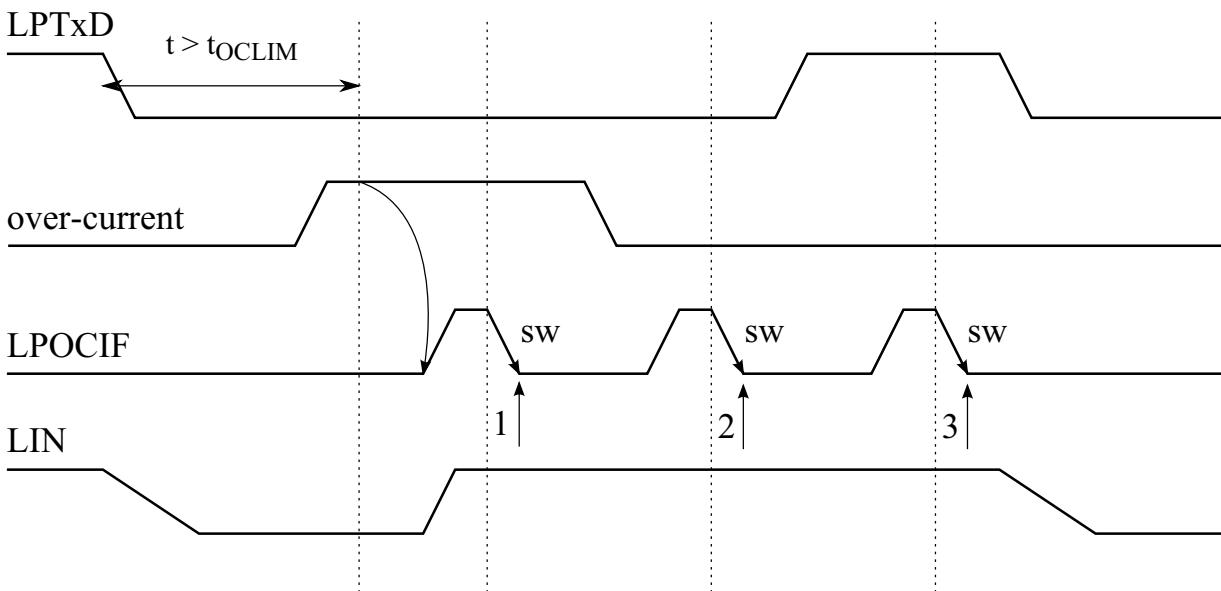 LPTxD
t > tOCLIM
over-current
LPOCIF
sw
sw
sw
1
2
3
LIN